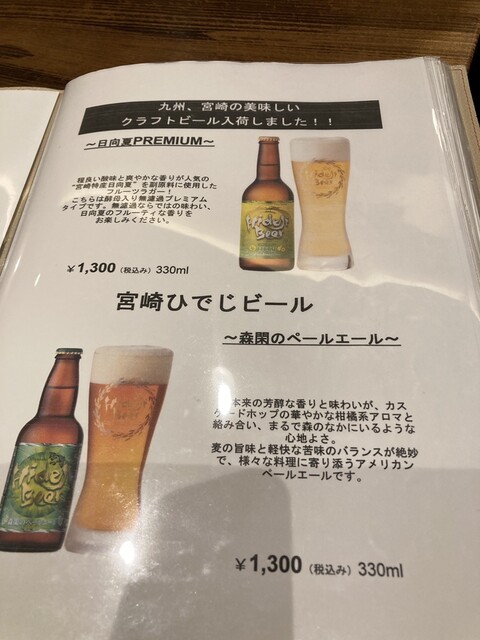 九州、宮崎の美味しい
クラフトビール入荷しました！！
～日向夏PREMIUM～
程良い酸味と爽やかな香りが人気の
“宮崎特産日向夏”を副原料に使用した
フルーツラガー！
こちらは酵母入り無濾過プレミアム
タイプです。無濾過ならではの味わい、
日向夏のフルーティな香りを
お楽しみください。
￥1,300（税込み）330ml
Hideji
Beer
Hideji
Beer
宮崎ひでじビール
～森閑のペールエール～
本来の芳醇な香りと味わいが、カス
ケードホップの華やかな柑橘系アロマと
絡み合い、まるで森のなかにいるような
心地よさ。
麦の旨味と軽快な苦味のバランスが絶妙
で、様々な料理に寄り添うアメリカン
ペールエールです。
Hideji
Beer
Hideji
Beer
￥1,300（税込み）330ml